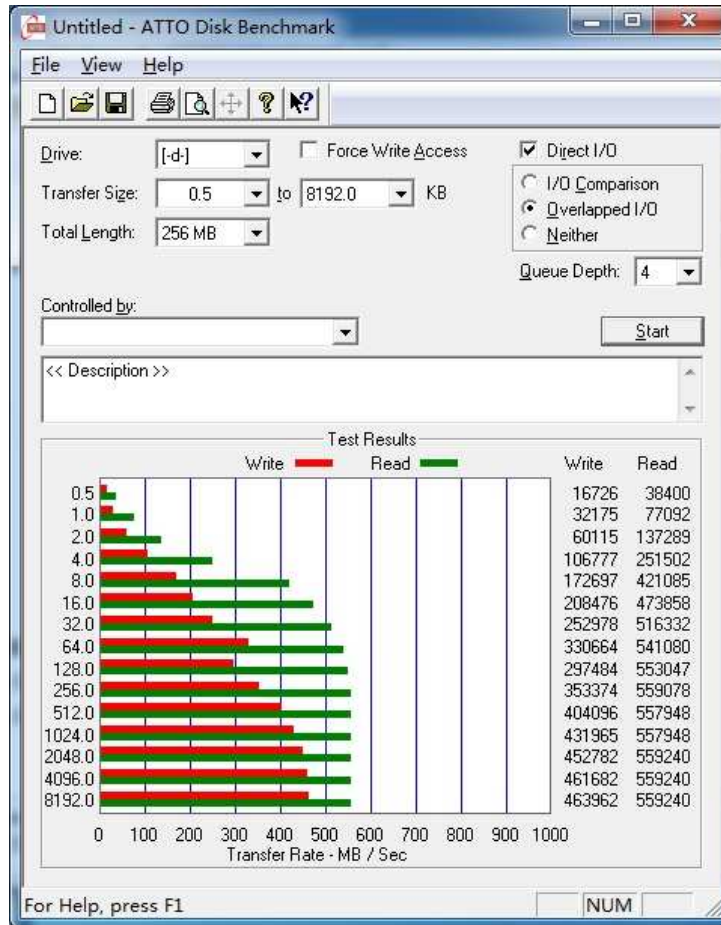 Untitled - ATTO Disk Benchmark
File View Help
Drive: [-d-] Force Write Access Direct I/O
Transfer Size: 0.5 to 8192.0 KB I/O Comparison
Overlapped I/O
Total Length: 256 MB Neither
Queue Depth: 4
Controlled by:
Start
<< Description >>
Test Results
Write Read Write Read
0.5 16726 38400
1.0 32175 77092
2.0 60115 137289
4.0 106777 251502
8.0 172697 421085
16.0 208476 473858
32.0 252978 516332
64.0 330664 541080
128.0 297484 553047
256.0 353374 559078
512.0 404096 557948
1024.0 431965 557948
2048.0 452782 559240
4096.0 461682 559240
8192.0 463962 559240
0 100 200 300 400 500 600 700 800 900 1000
Transfer Rate - MB / Sec
For Help, press F1 NUM